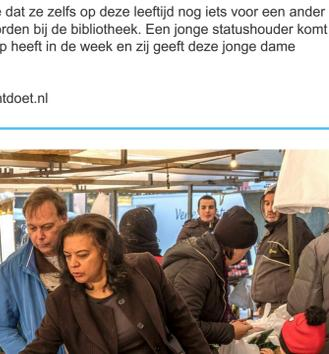 dat ze zelfs op deze leeftijd nog iets voor een ander
orden bij de bibliotheek. Een jonge statushouder komt
p heeft in de week en zij geeft deze jonge dame
ntdoet.nl